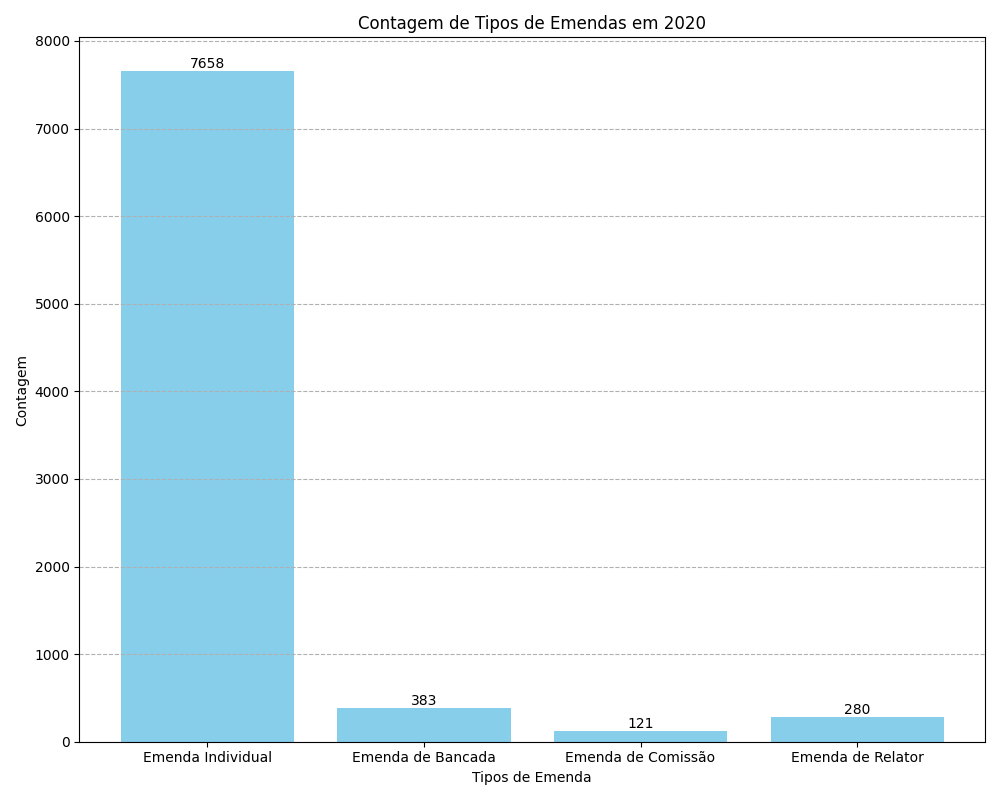 Contagem de Tipos de Emendas em 2020
8000
7000
6000
5000
4000
3000
2000
1000
0
Contagem
7658
383
121
280
Emenda Individual
Emenda de Bancada
Emenda de Comissão
Emenda de Relator
Tipos de Emenda